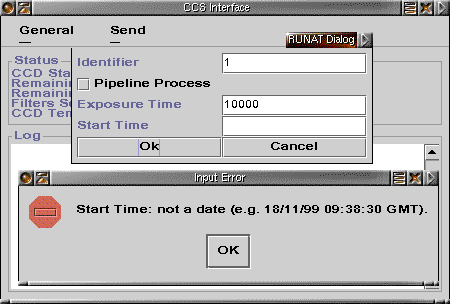 CCS Interface
General Send
RUNAT Dialog
Status
Identifier 1
CCD Sta
Pipeline Process
Remainin
Remainin
Exposure Time 10000
Filters Se
Start Time
CCD Tem
Ok Cancel
Log
Input Error
Start Time: not a date (e.g. 18/11/99 09:38:30 GMT).
OK